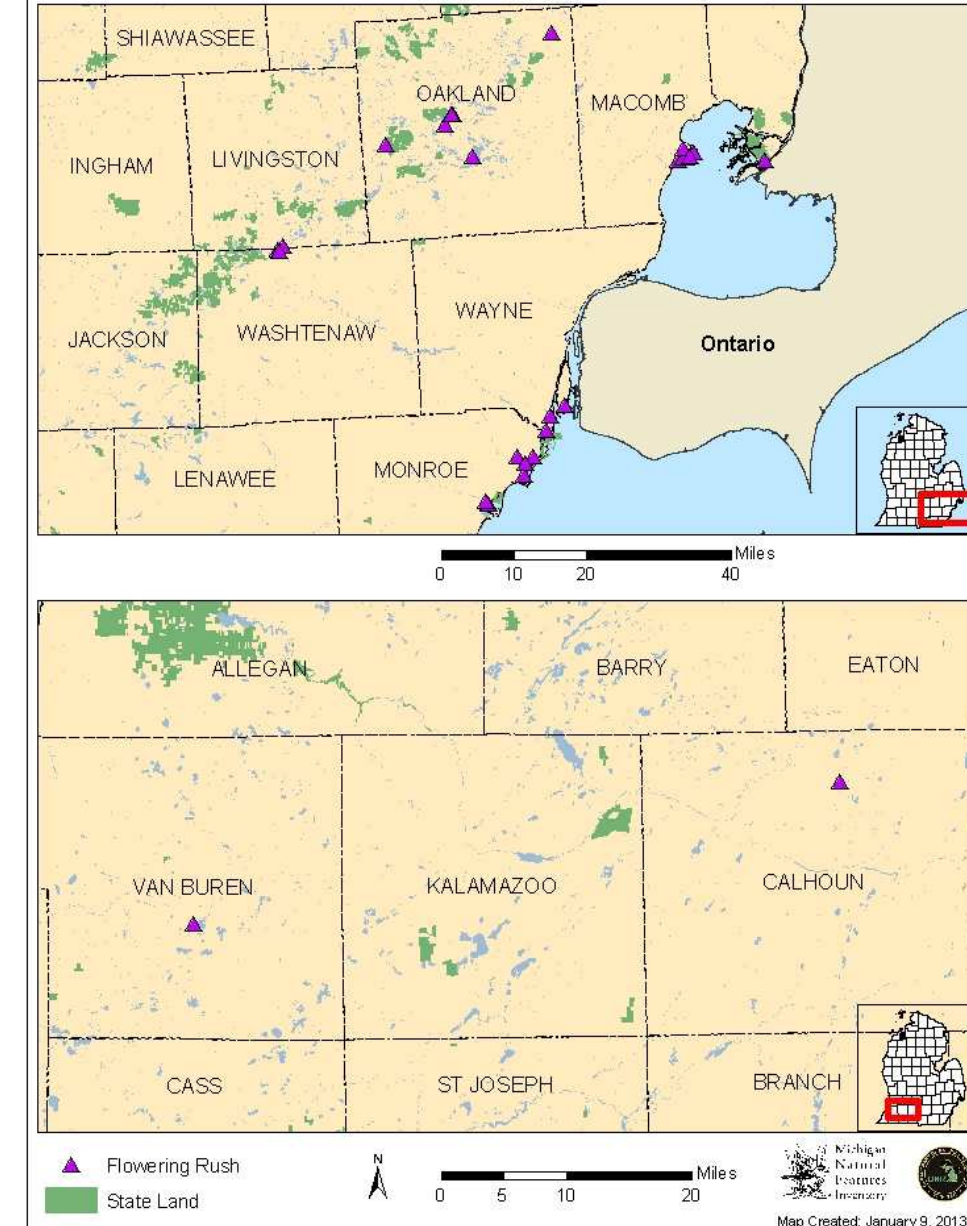 SHIAWASSEE
OAKLAND
MACOMB
INGHAM
LIVINGSTON
WAYNE
JACKSON
WASHTENAW
Ontario
LENAWEE
MONROE
Miles
0 10 20 40
ALLEGAN
BARRY
EATON
VAN BUREN
KALAMAZOO
CALHOUN
CASS
ST JOSEPH
BRANCH
Flowering Rush
N
Miles
State Land
0 5 10 20
Michigan
Natural
Features
Inventory
Map Created: January 9, 2013